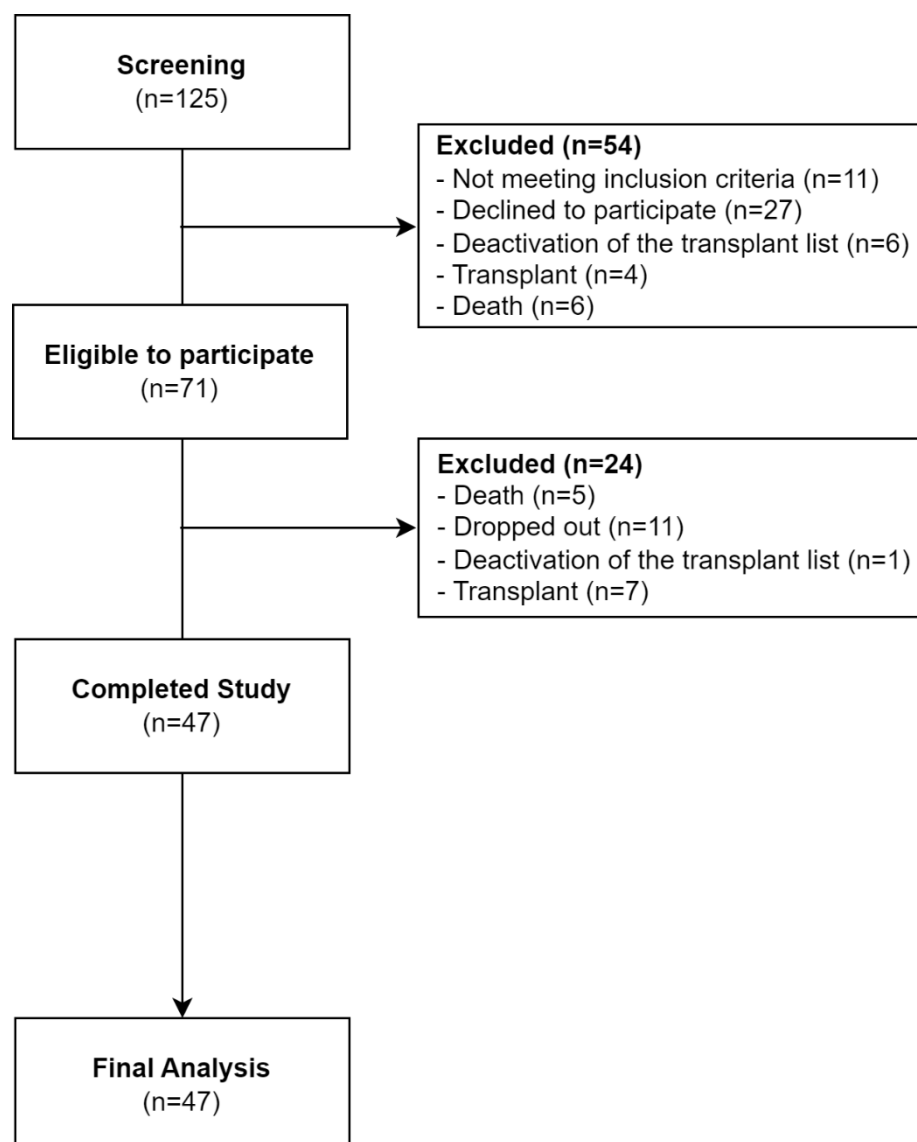 Screening
(n=125)
Excluded (n=54)
- Not meeting inclusion criteria (n=11)
- Declined to participate (n=27)
- Deactivation of the transplant list (n=6)
- Transplant (n=4)
- Death (n=6)
Eligible to participate
(n=71)
Excluded (n=24)
- Death (n=5)
- Dropped out (n=11)
- Deactivation of the transplant list (n=1)
- Transplant (n=7)
Completed Study
(n=47)
Final Analysis
(n=47)